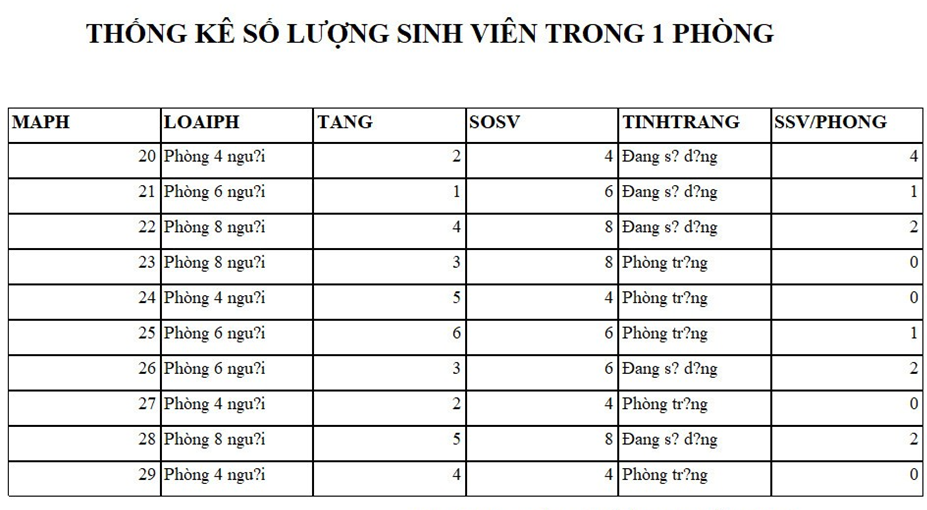 THỐNG KÊ SỐ LƯỢNG SINH VIÊN TRONG 1 PHÒNG
MAPH LOAIPH TANG SOSV TINHTRANG SSV/PHONG
20 Phòng 4 ngu?i 2 4 Đang s? d?ng 4
21 Phòng 6 ngu?i 1 6 Đang s? d?ng 1
22 Phòng 8 ngu?i 4 8 Đang s? d?ng 2
23 Phòng 8 ngu?i 3 8 Phòng tr?ng 0
24 Phòng 4 ngu?i 5 4 Phòng tr?ng 0
25 Phòng 6 ngu?i 6 6 Phòng tr?ng 1
26 Phòng 6 ngu?i 3 6 Đang s? d?ng 2
27 Phòng 4 ngu?i 2 4 Phòng tr?ng 0
28 Phòng 8 ngu?i 5 8 Đang s? d?ng 2
29 Phòng 4 ngu?i 4 4 Phòng tr?ng 0